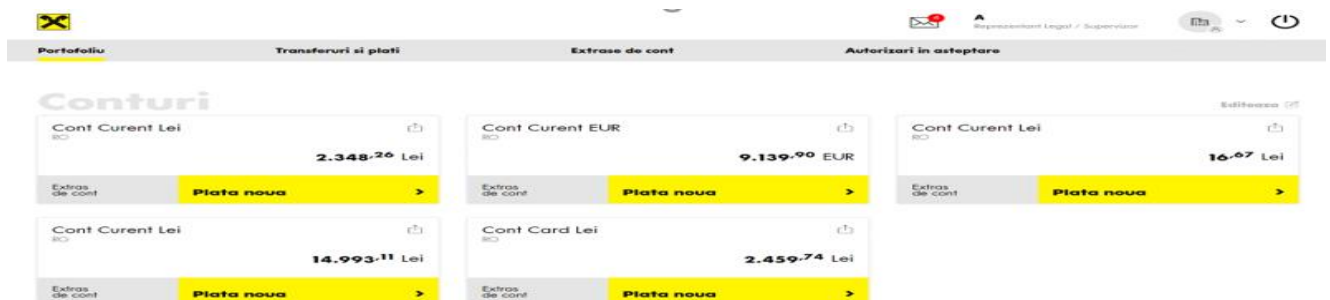 A
Reprezentant Legal / Supervizor
Portofoliu Transferuri si plati Extrase de cont Autorizari in asteptare
Conturi
Editeaza
Cont Curent Lei
RO
2.348,26 Lei
Extras de cont
Plata noua
Cont Curent EUR
RO
9.139,90 EUR
Extras de cont
Plata noua
Cont Curent Lei
RO
16,67 Lei
Extras de cont
Plata noua
Cont Curent Lei
RO
14.993,11 Lei
Extras de cont
Plata noua
Cont Card Lei
RO
2.459,74 Lei
Extras de cont
Plata noua